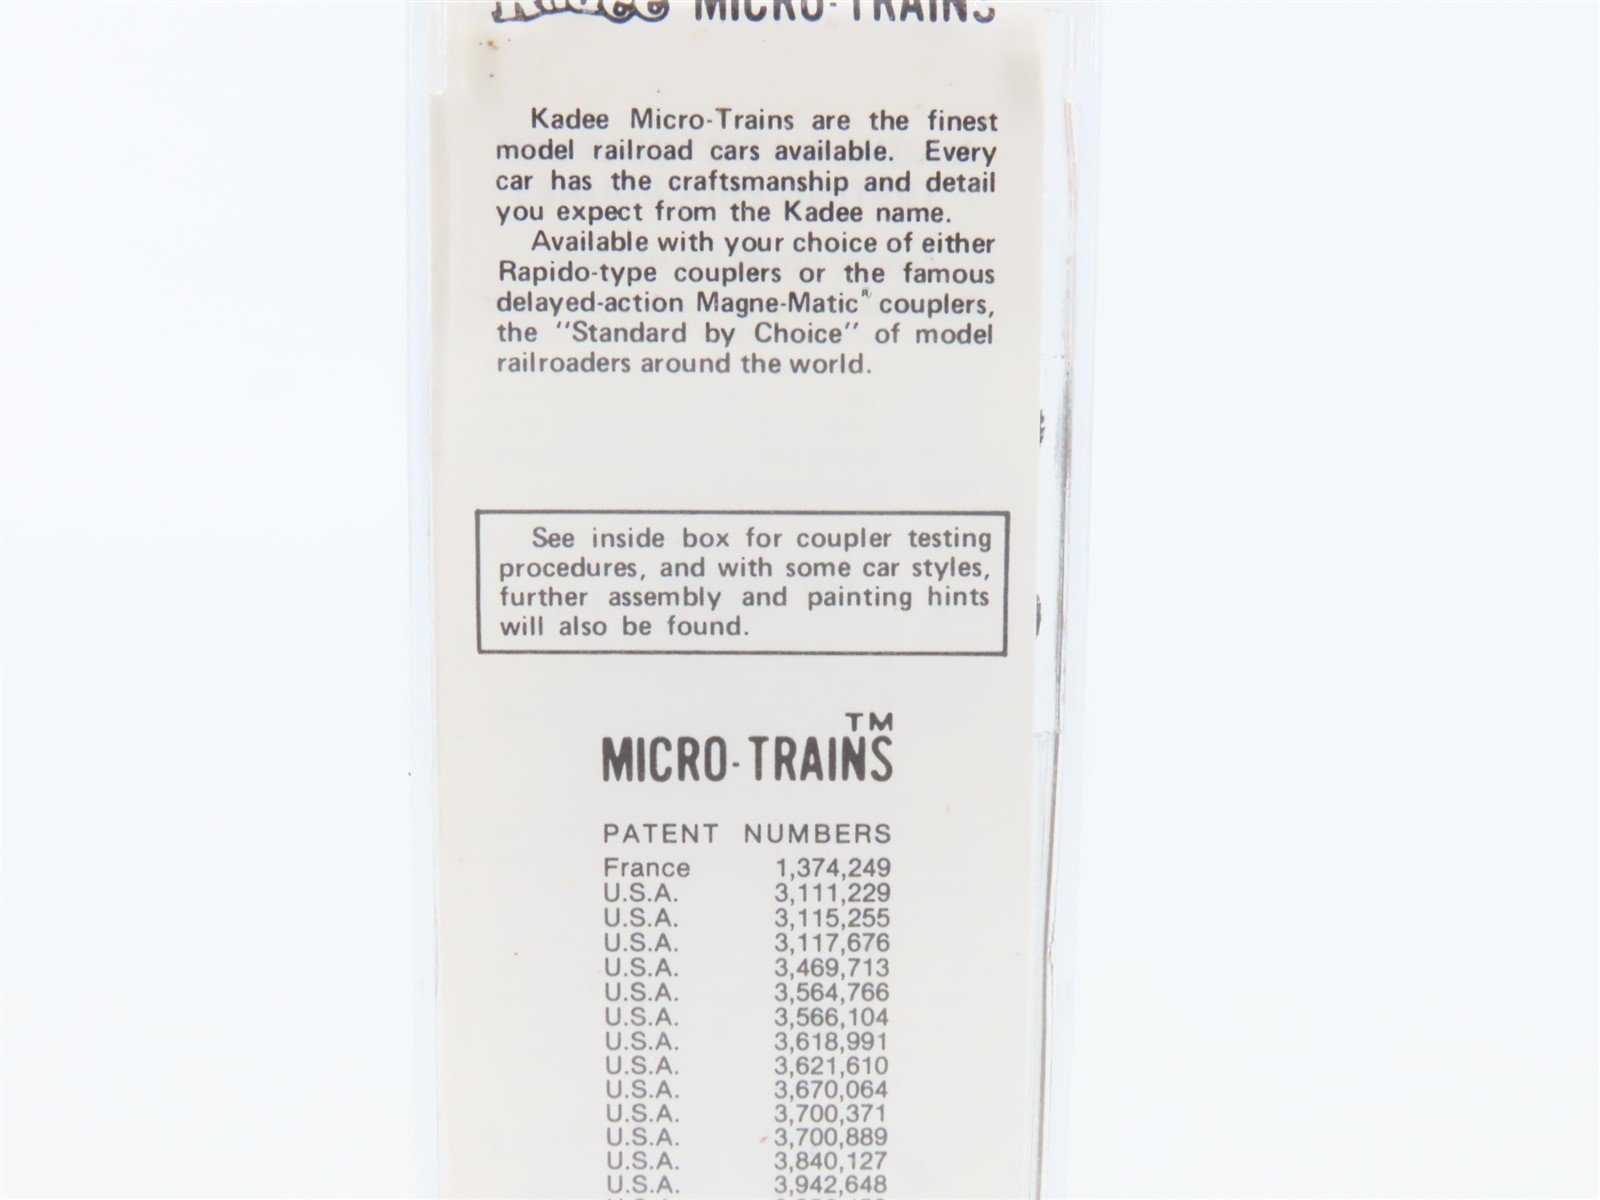 Kadee MICRO-TRAINS
Kadee Micro-Trains are the finest
model railroad cars available. Every
car has the craftsmanship and detail
you expect from the Kadee name.
Available with your choice of either
Rapido-type couplers or the famous
delayed-action Magne-Matic® couplers,
the "Standard by Choice" of model
railroaders around the world.
See inside box for coupler testing
procedures, and with some car styles,
further assembly and painting hints
will also be found.
TM
MICRO-TRAINS
PATENT NUMBERS
France 1,374,249
U.S.A. 3,111,229
U.S.A. 3,115,255
U.S.A. 3,117,676
U.S.A. 3,469,713
U.S.A. 3,564,766
U.S.A. 3,566,104
U.S.A. 3,618,991
U.S.A. 3,621,610
U.S.A. 3,670,064
U.S.A. 3,700,371
U.S.A. 3,700,889
U.S.A. 3,840,127
U.S.A. 3,942,648